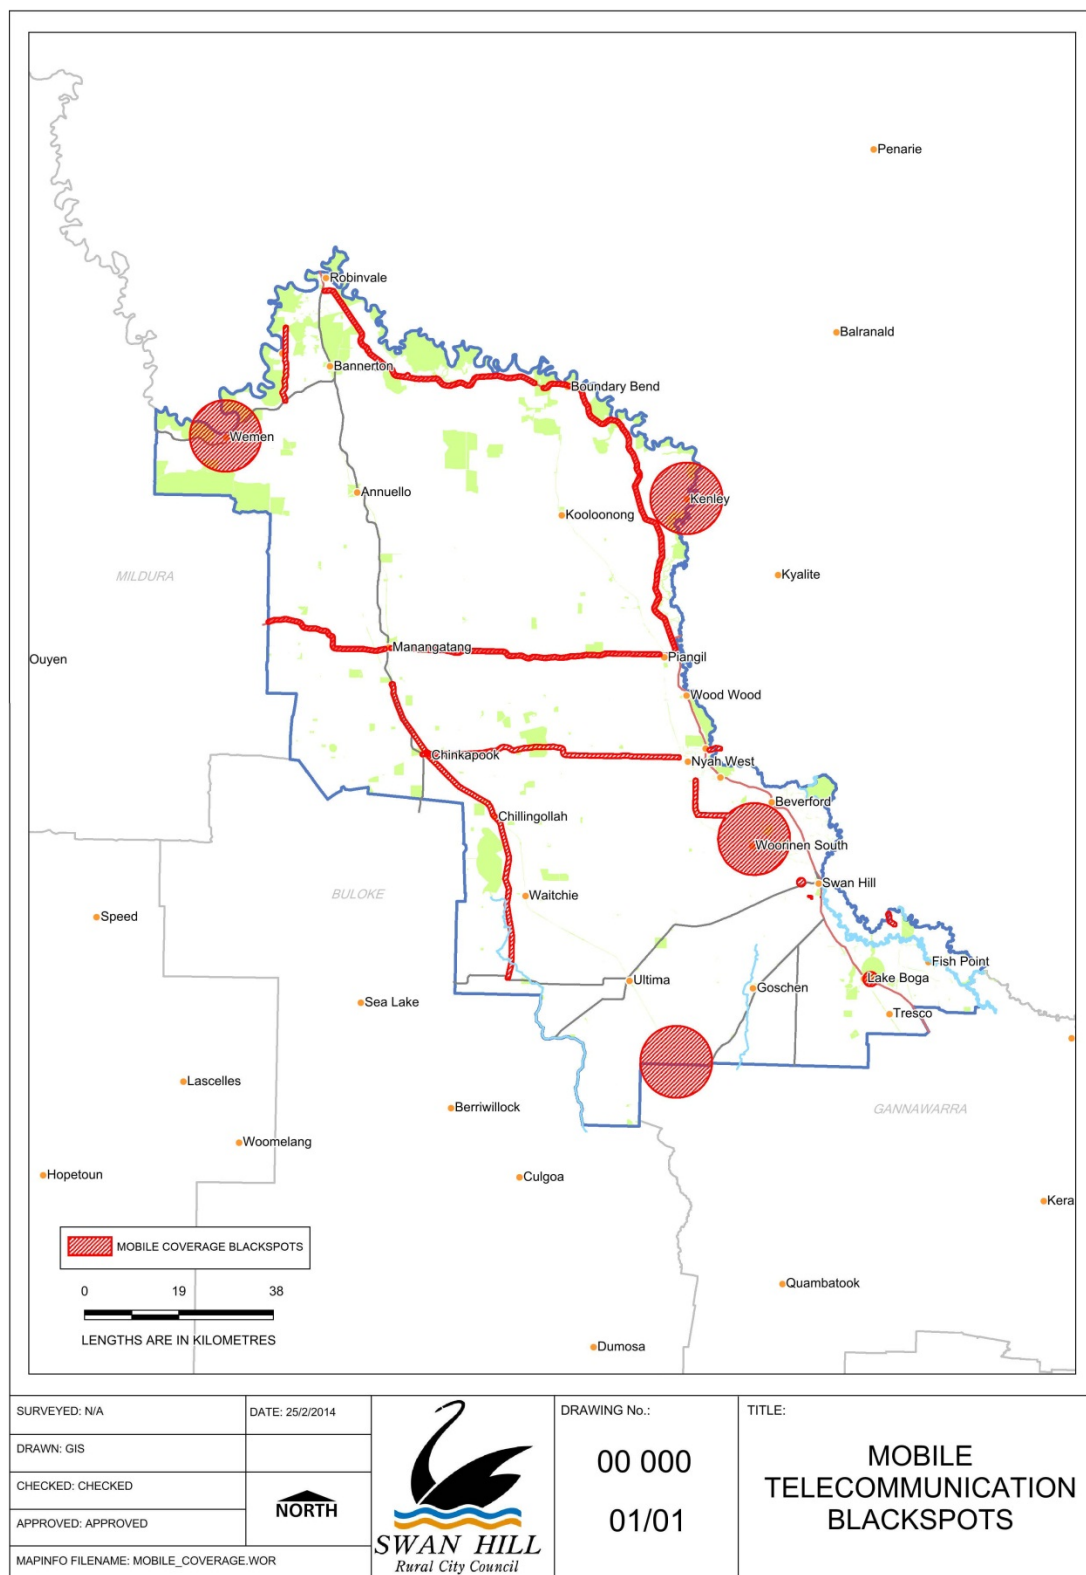 Penarie
Robinvale
Balranald
Bannerton
Boundary Bend
Wemen
Annuello
Kenley
Kooloonong
MILDURA
Kyalite
Manangatang
Ouyen
Piangil
Wood Wood
Chinkapook
Nyah West
Beverford
Chillingollah
Woorinen South
Swan Hill
BULOKE
Waitchie
Speed
Fish Point
Lake Boga
Ultima
Goschen
Sea Lake
Tresco
Lascelles
Berriwillock
GANNAWARRA
Woomelang
Hopetoun
Culgoa
Kera
MOBILE COVERAGE BLACKSPOTS
0 19 38
LENGTHS ARE IN KILOMETRES
Quambatook
Dumosa
SURVEYED: N/A
DATE: 25/2/2014
DRAWN: GIS
CHECKED: CHECKED
APPROVED: APPROVED
NORTH
MAPINFO FILENAME: MOBILE_COVERAGE.WOR
SWAN HILL
Rural City Council
DRAWING No.:
00 000
01/01
TITLE:
MOBILE
TELECOMMUNICATION
BLACKSPOTS